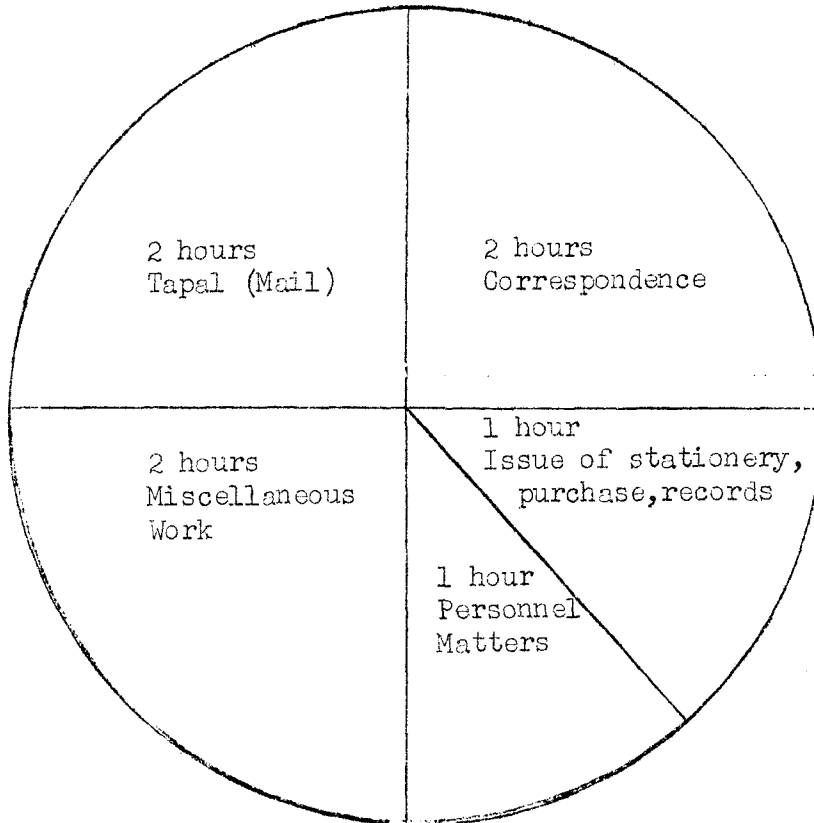 2 hours
Tapal (Mail)
2 hours
Correspondence
2 hours
Miscellaneous
Work
1 hour
Issue of stationery,
purchase,records
1 hour
Personnel
Matters